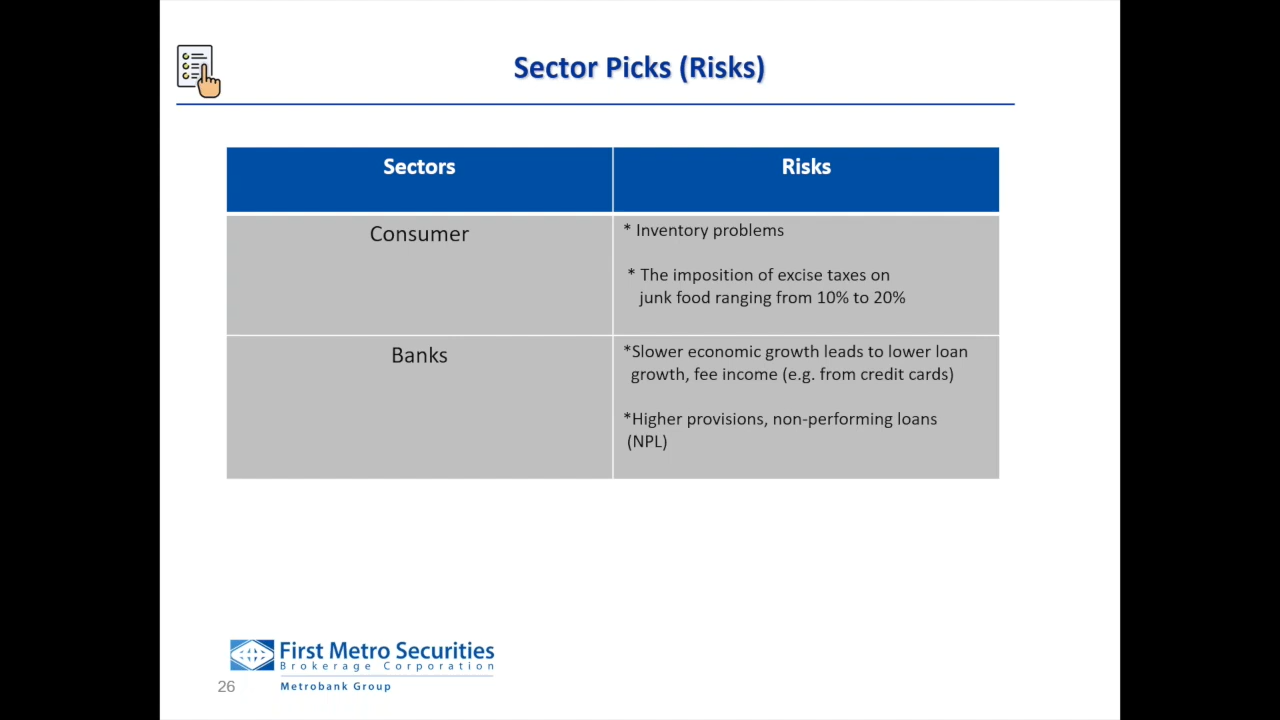 Sector Picks (Risks)
Sectors
Risks
Consumer
* Inventory problems
* The imposition of excise taxes on
junk food ranging from 10% to 20%
Banks
*Slower economic growth leads to lower loan
growth, fee income (e.g. from credit cards)
*Higher provisions, non-performing loans
(NPL)
First Metro Securities
Brokerage Corporation
Metrobank Group
26